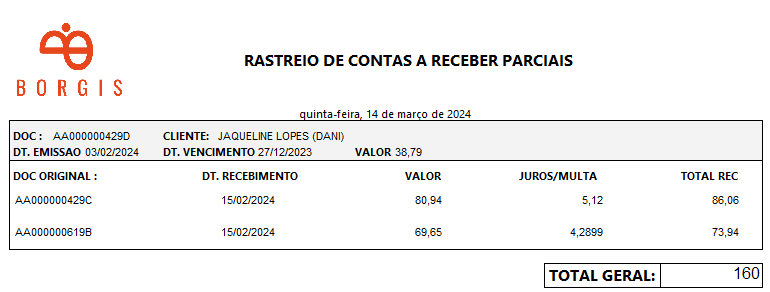 BORGIS
RASTREIO DE CONTAS A RECEBER PARCIAIS
quinta-feira, 14 de março de 2024
DOC : AA000000429D CLIENTE: JAQUELINE LOPES (DANI)
DT. EMISSAO 03/02/2024 DT. VENCIMENTO 27/12/2023 VALOR 38,79
DOC ORIGINAL : DT. RECEBIMENTO VALOR JUROS/MULTA TOTAL REC
AA000000429C 15/02/2024 80,94 5,12 86,06
AA000000619B 15/02/2024 69,65 4,2899 73,94
TOTAL GERAL: 160